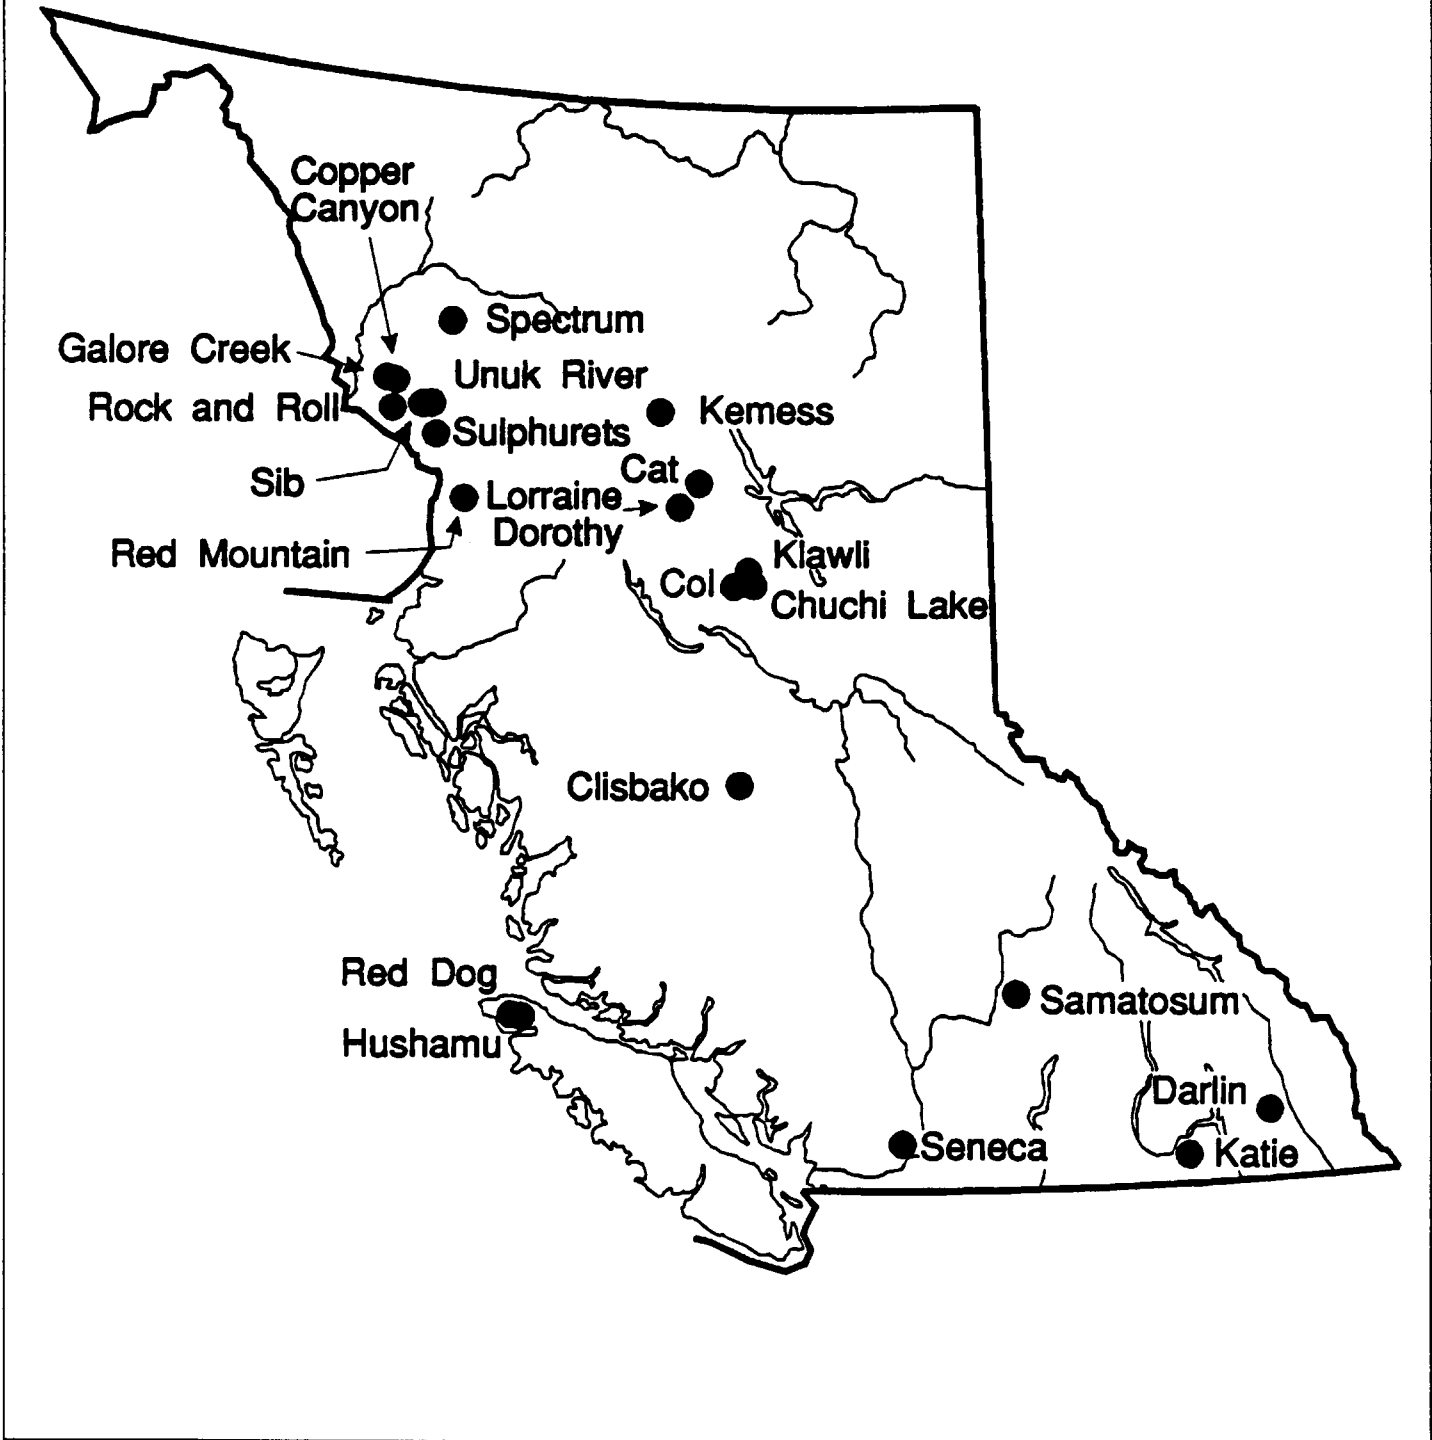 Copper
Canyon
Spectrum
Galore Creek
Unuk River
Rock and Roll
Kemess
Sulphurets
Cat
Sib
Lorraine
Dorothy
Red Mountain
Klawli
Col
Chuchi Lake
Clisbako
Red Dog
Samatosum
Hushamu
Darlin
Seneca
Katie